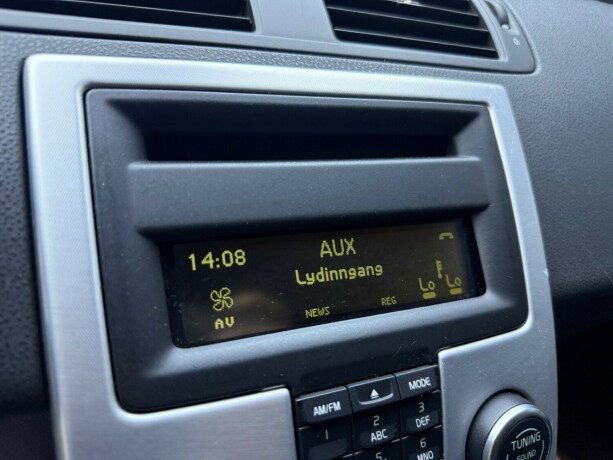 14:08
AUX
Lydinngang
Lo Lo
AV
NEWS
REG
AM/FM
MODE
1
2
ABC
3
DEF
5
6
MNO
TUNING
SOUND